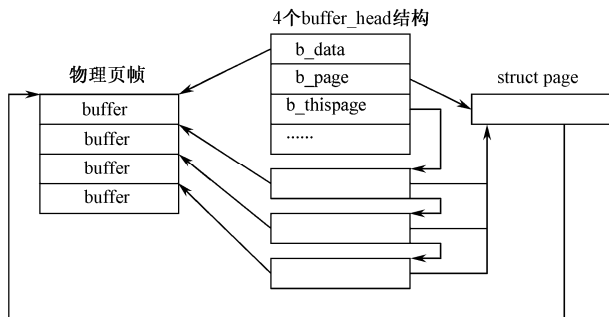 4个buffer_head结构
物理页帧
b_data
b_page
b_thispage
......
struct page
buffer
buffer
buffer
buffer